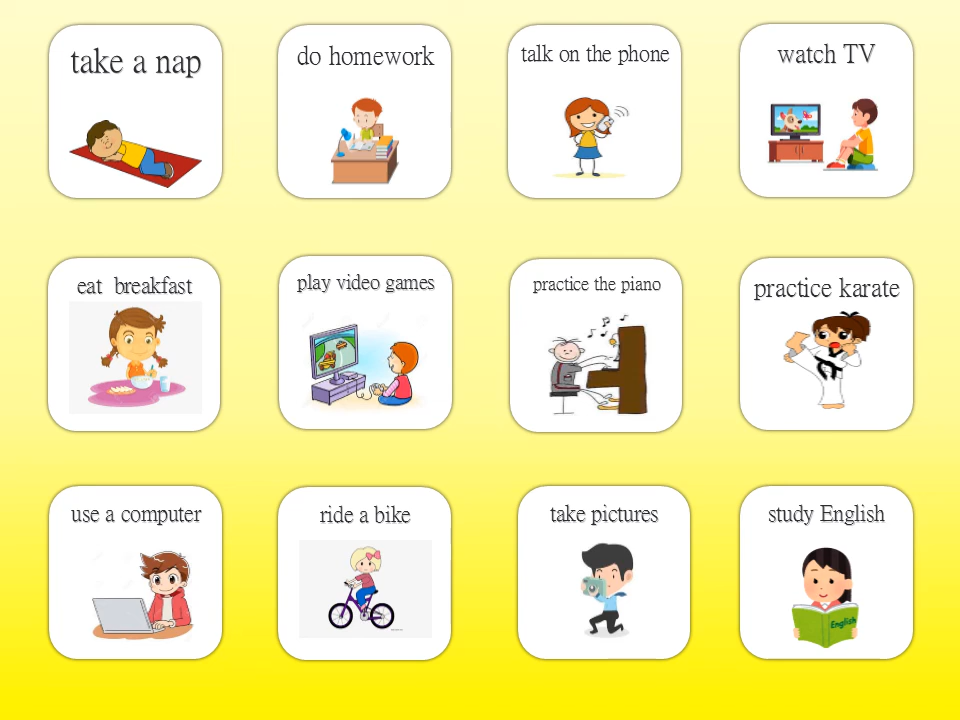 take a nap
do homework
talk on the phone
watch TV
eat breakfast
play video games
practice the piano
practice karate
use a computer
ride a bike
take pictures
study English
English